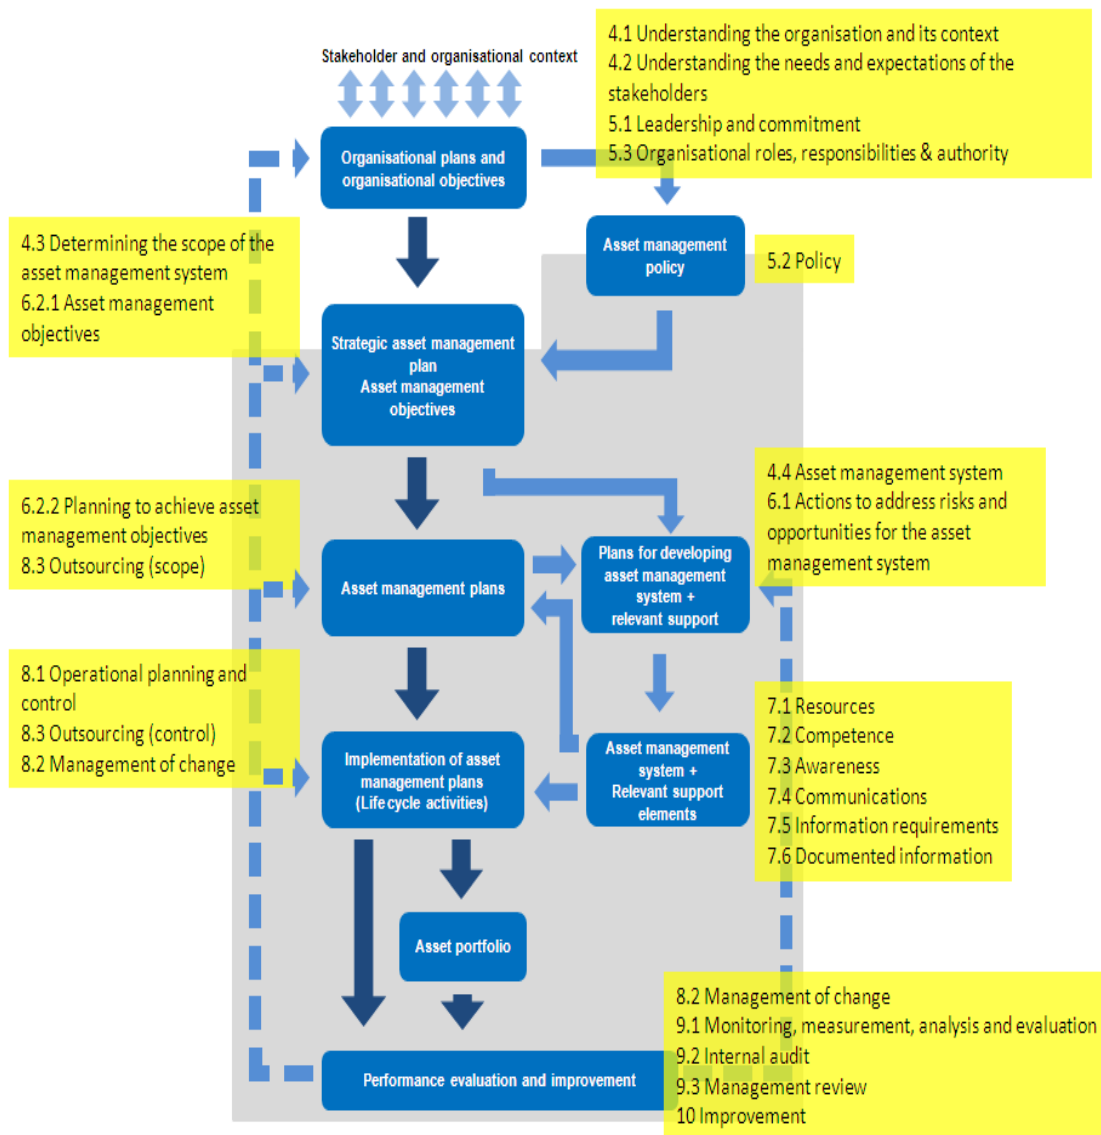 Stakeholder and organisational context
4.1 Understanding the organisation and its context
4.2 Understanding the needs and expectations of the
stakeholders
5.1 Leadership and commitment
5.3 Organisational roles, responsibilities & authority
Organisational plans and
organisational objectives
Asset management
policy
5.2 Policy
4.3 Determining the scope of the
asset management system
6.2.1 Asset management
objectives
Strategic asset management
plan
Asset management
objectives
4.4 Asset management system
6.1 Actions to address risks and
opportunities for the asset
management system
6.2.2 Planning to achieve asset
management objectives
8.3 Outsourcing (scope)
Asset management plans
Plans for developing
asset management
system +
relevant support
8.1 Operational planning and
control
8.3 Outsourcing (control)
8.2 Management of change
Implementation of asset
management plans
(Life cycle activities)
Asset management
system +
Relevant support
elements
7.1 Resources
7.2 Competence
7.3 Awareness
7.4 Communications
7.5 Information requirements
7.6 Documented information
Asset portfolio
Performance evaluation and improvement
8.2 Management of change
9.1 Monitoring, measurement, analysis and evaluation
9.2 Internal audit
9.3 Management review
10 Improvement